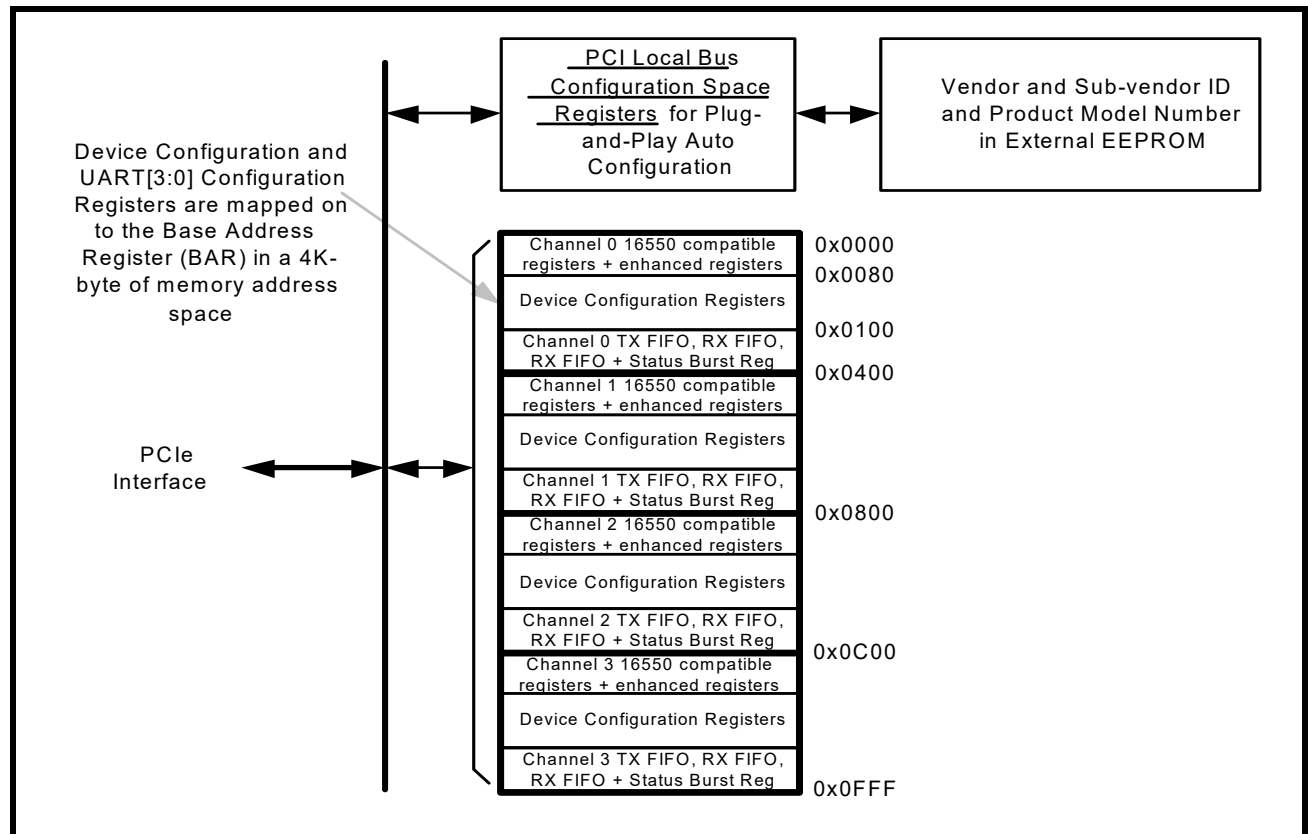 PCI Local Bus
Configuration Space
Registers for Plug-
and-Play Auto
Configuration
Vendor and Sub-vendor ID
and Product Model Number
in External EEPROM
Device Configuration and
UART[3:0] Configuration
Registers are mapped on
to the Base Address
Register (BAR) in a 4K-
byte of memory address
space
Channel 0 16550 compatible
registers + enhanced registers
0x0000
0x0080
Device Configuration Registers
0x0100
Channel 0 TX FIFO, RX FIFO,
RX FIFO + Status Burst Reg
0x0400
Channel 1 16550 compatible
registers + enhanced registers
Device Configuration Registers
PCIe
Interface
Channel 1 TX FIFO, RX FIFO,
RX FIFO + Status Burst Reg
0x0800
Channel 2 16550 compatible
registers + enhanced registers
Device Configuration Registers
Channel 2 TX FIFO, RX FIFO,
RX FIFO + Status Burst Reg
0x0C00
Channel 3 16550 compatible
registers + enhanced registers
Device Configuration Registers
Channel 3 TX FIFO, RX FIFO,
RX FIFO + Status Burst Reg
0x0FFF